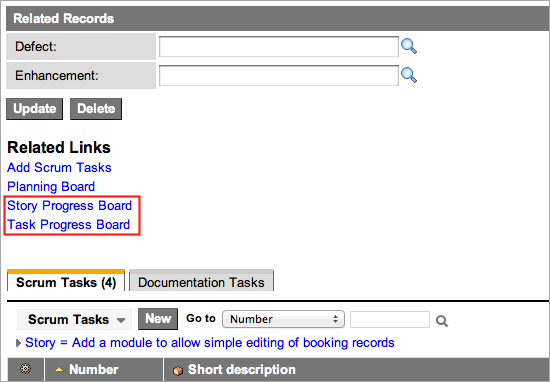 Related Records
Defect:
Enhancement:
Update Delete
Related Links
Add Scrum Tasks
Planning Board
Story Progress Board
Task Progress Board
Scrum Tasks (4) Documentation Tasks
Scrum Tasks New Go to Number
Story = Add a module to allow simple editing of booking records
Number Short description